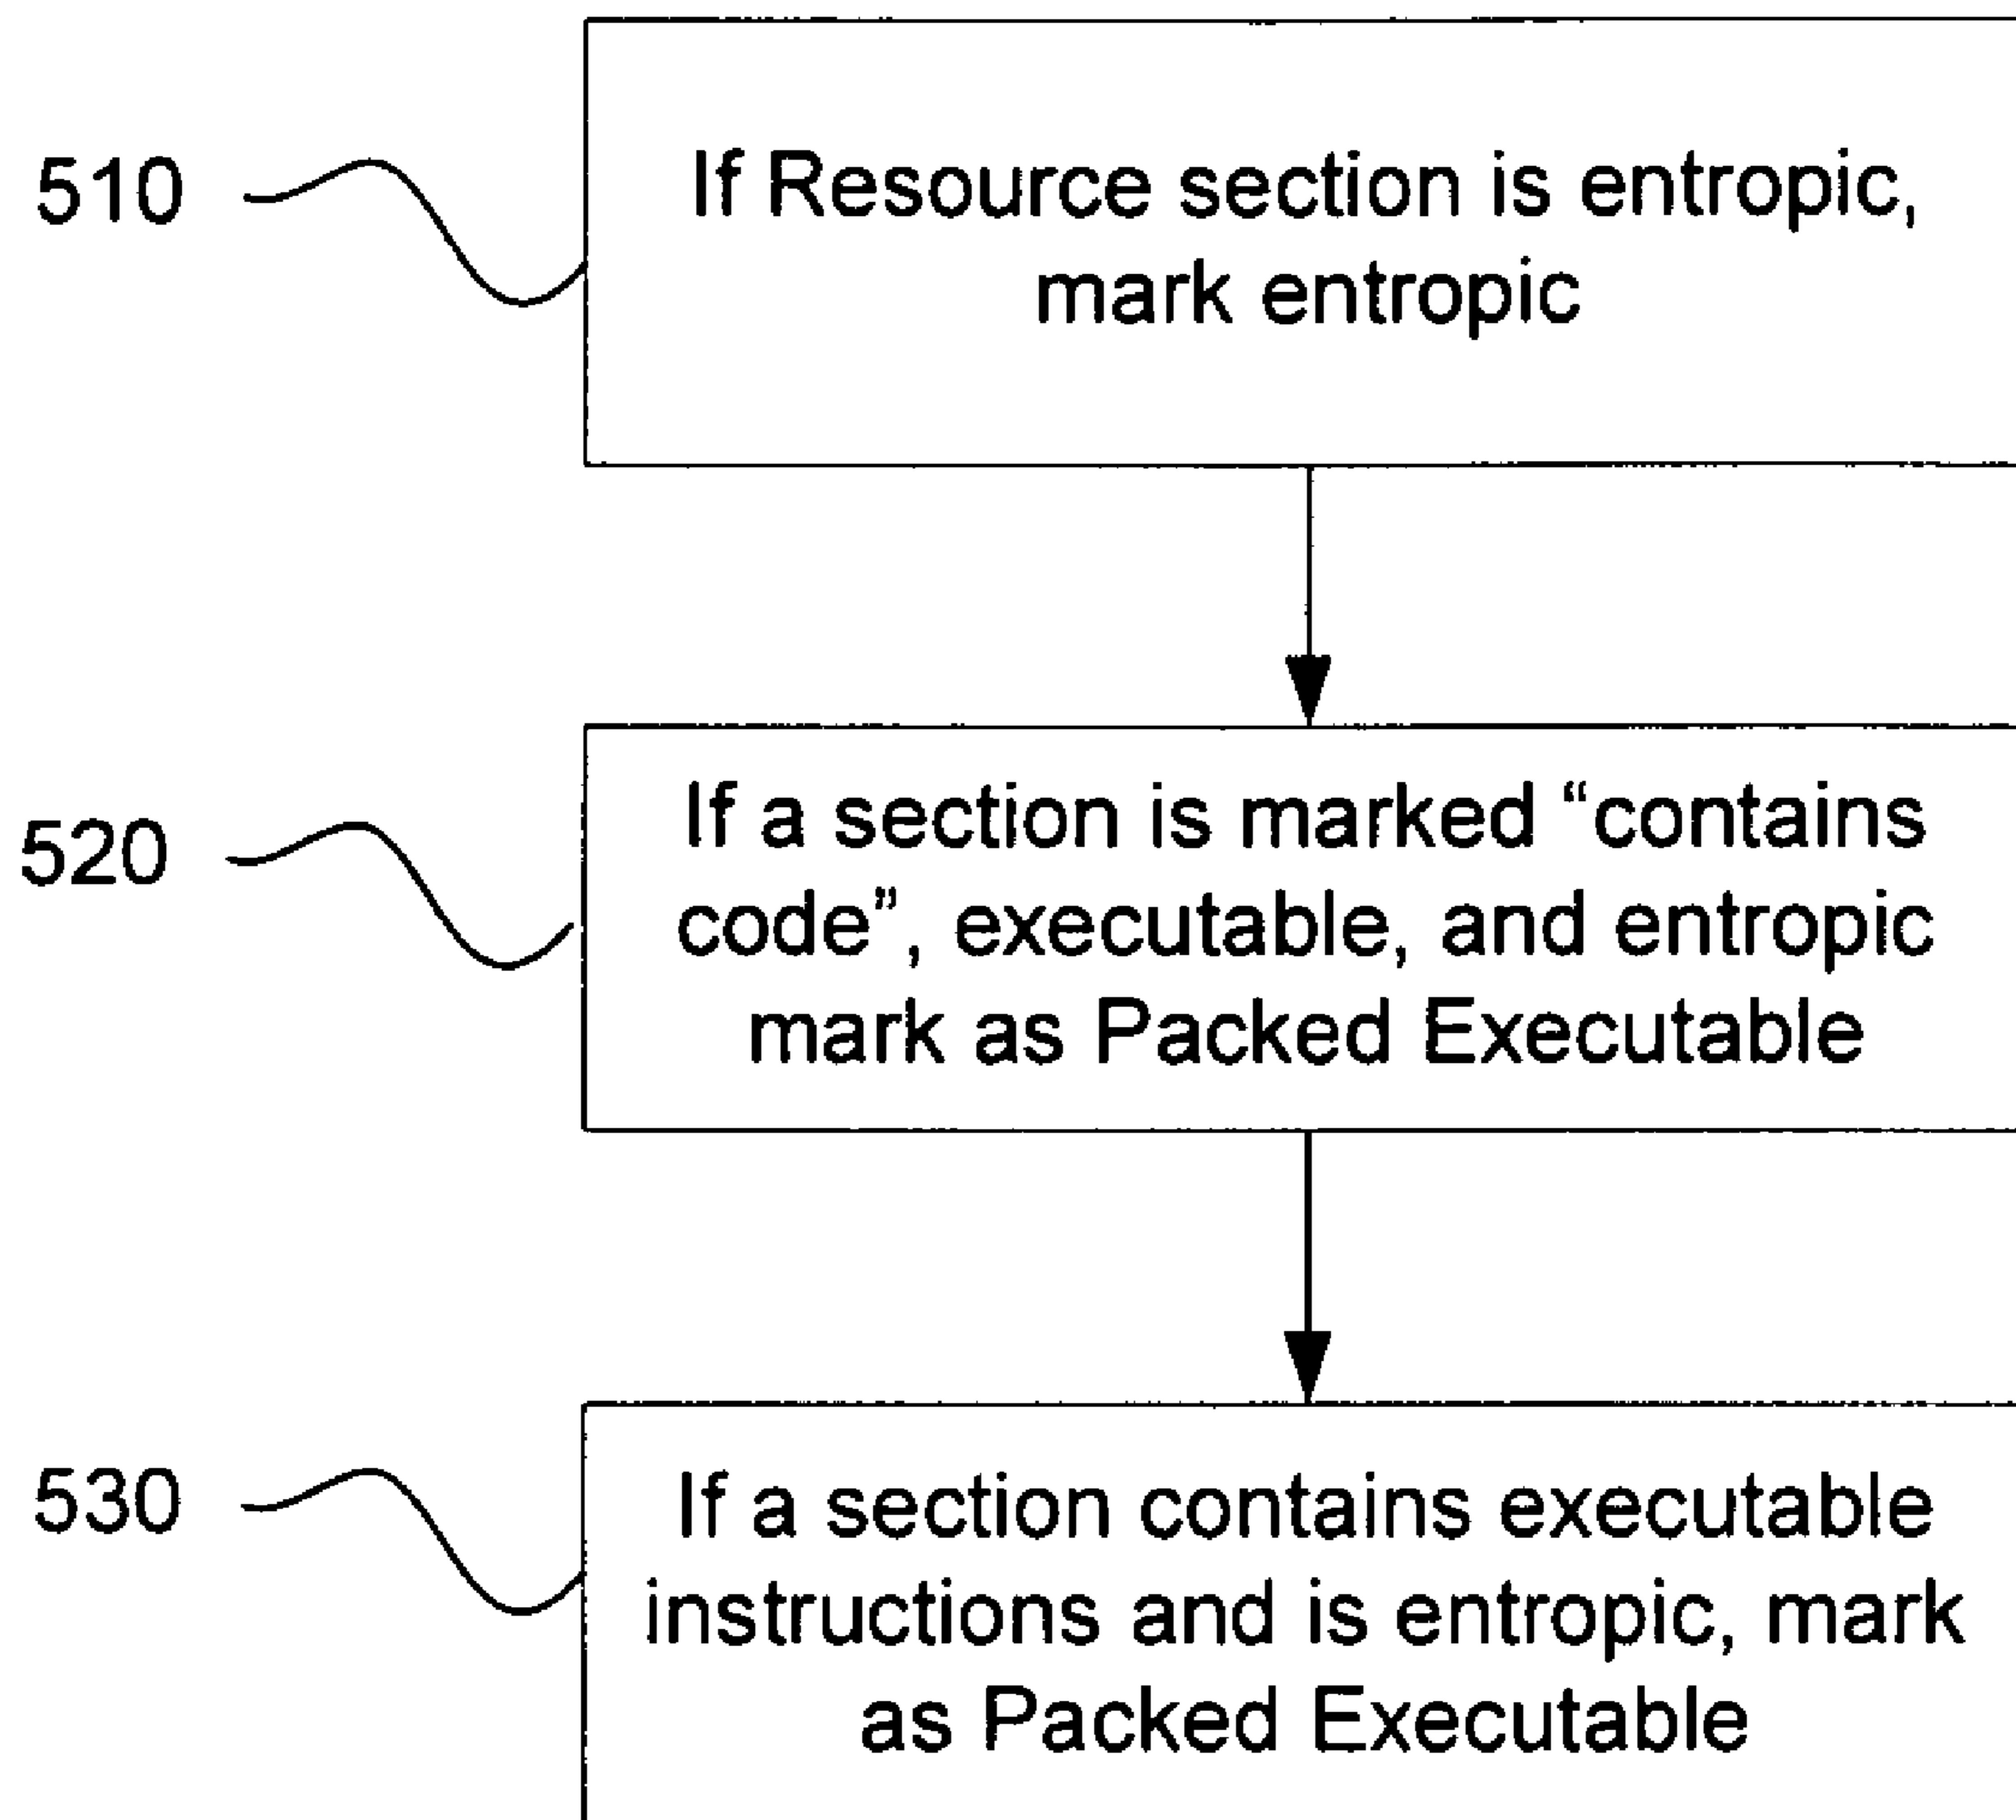 510
If Resource section is entropic,
mark entropic
520
If a section is marked “contains
code”, executable, and entropic
mark as Packed Executable
530
If a section contains executable
instructions and is entropic, mark
as Packed Executable